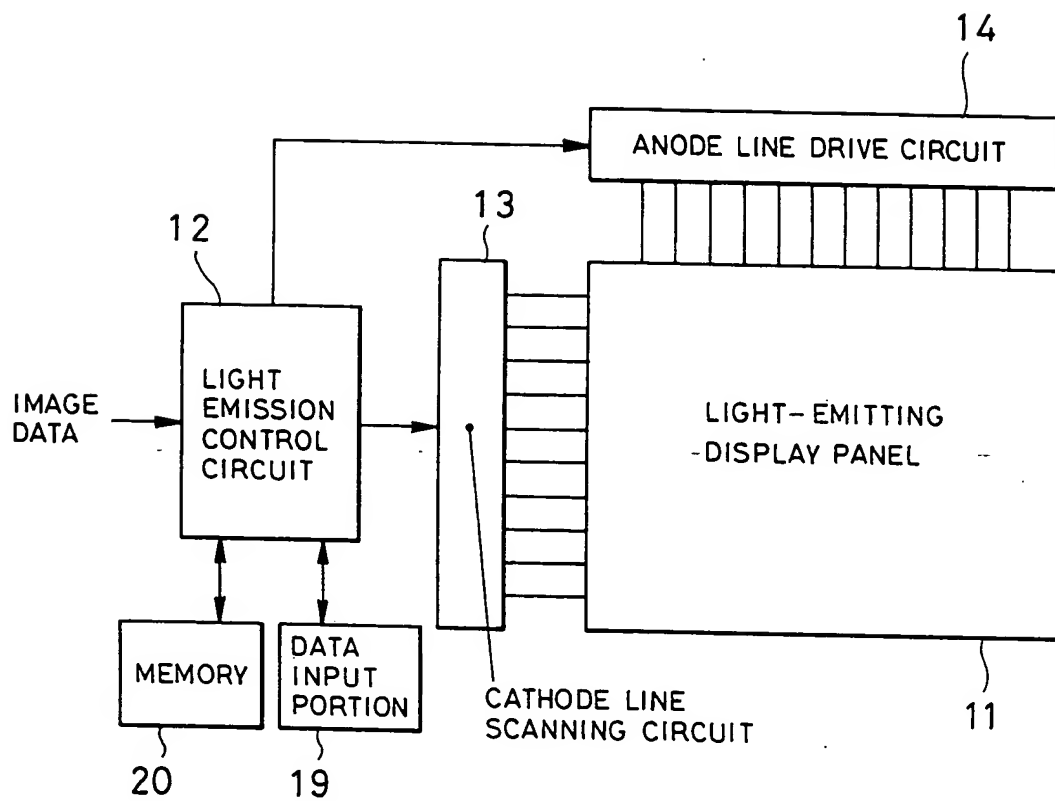 14
ANODE LINE DRIVE CIRCUIT
13
12
LIGHT
EMISSION
CONTROL
CIRCUIT
IMAGE
DATA
LIGHT-EMITTING
DISPLAY PANEL
MEMORY
DATA
INPUT
PORTION
CATHODE LINE
SCANNING CIRCUIT
11
20
19